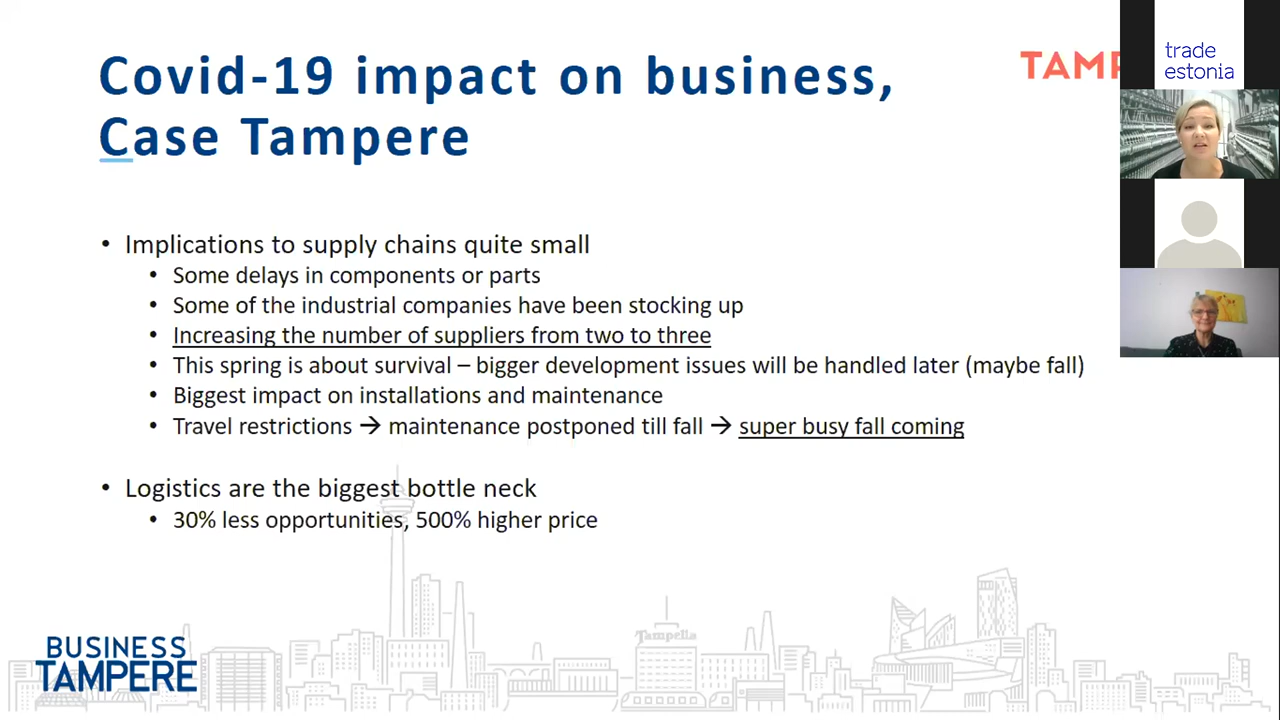 Covid-19 impact on business,
Case Tampere
TAMP
trade
estonia
• Implications to supply chains quite small
• Some delays in components or parts
• Some of the industrial companies have been stocking up
• Increasing the number of suppliers from two to three
• This spring is about survival – bigger development issues will be handled later (maybe fall)
• Biggest impact on installations and maintenance
• Travel restrictions → maintenance postponed till fall → super busy fall coming
• Logistics are the biggest bottle neck
• 30% less opportunities, 500% higher price
Tampella
BUSINESS
TAMPERE